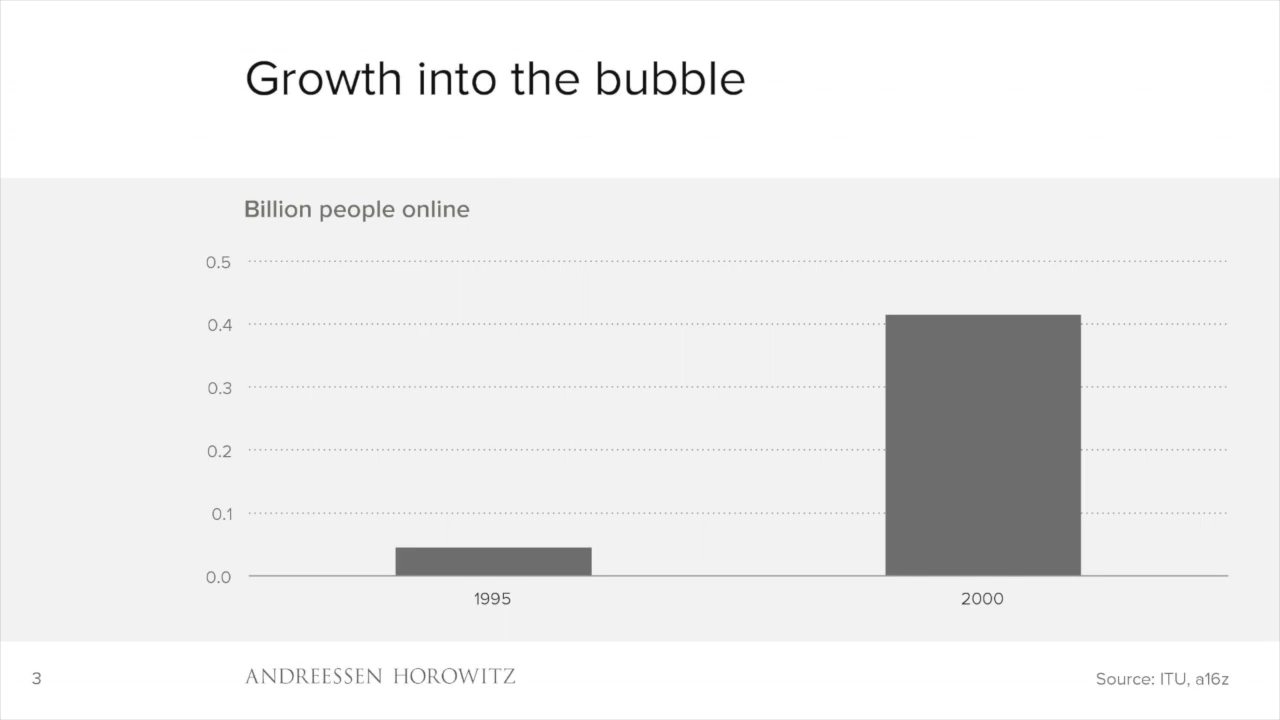 Growth into the bubble
Billion people online
0.5
0.4
0.3
0.2
0.1
0.0
1995
2000
3
ANDREESSEN HOROWITZ
Source: ITU, a16z